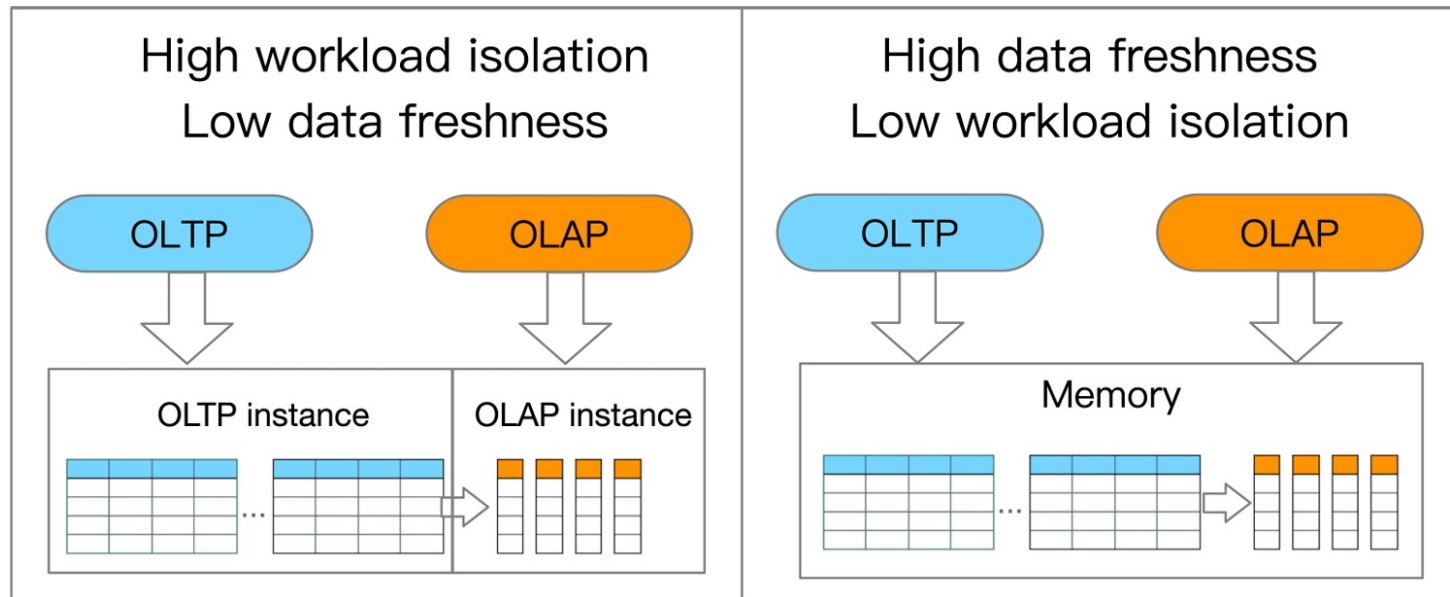 High workload isolation
Low data freshness
OLTP
OLAP
OLTP instance
OLAP instance
...
High data freshness
Low workload isolation
OLTP
OLAP
Memory
...